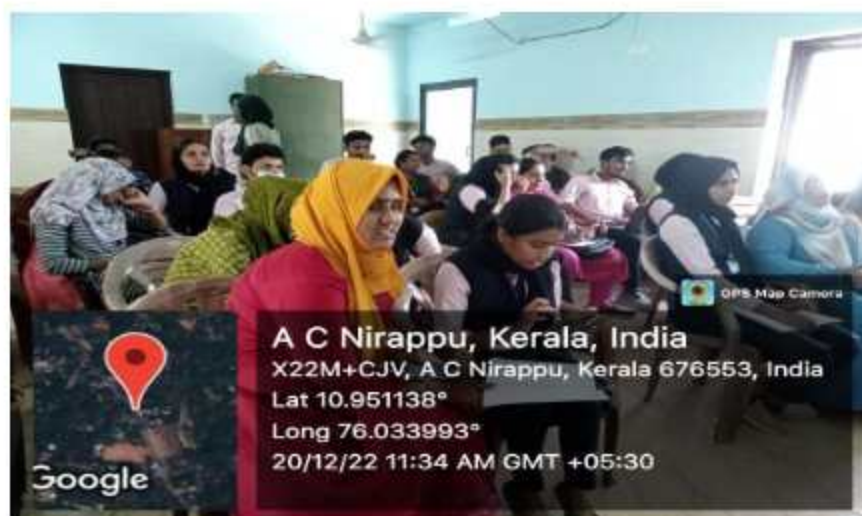 GPS Map Camera
A C Nirappu, Kerala, India
X22M+CJV, A C Nirappu, Kerala 676553, India
Lat 10.951138°
Long 76.033993°
20/12/22 11:34 AM GMT +05:30
Google